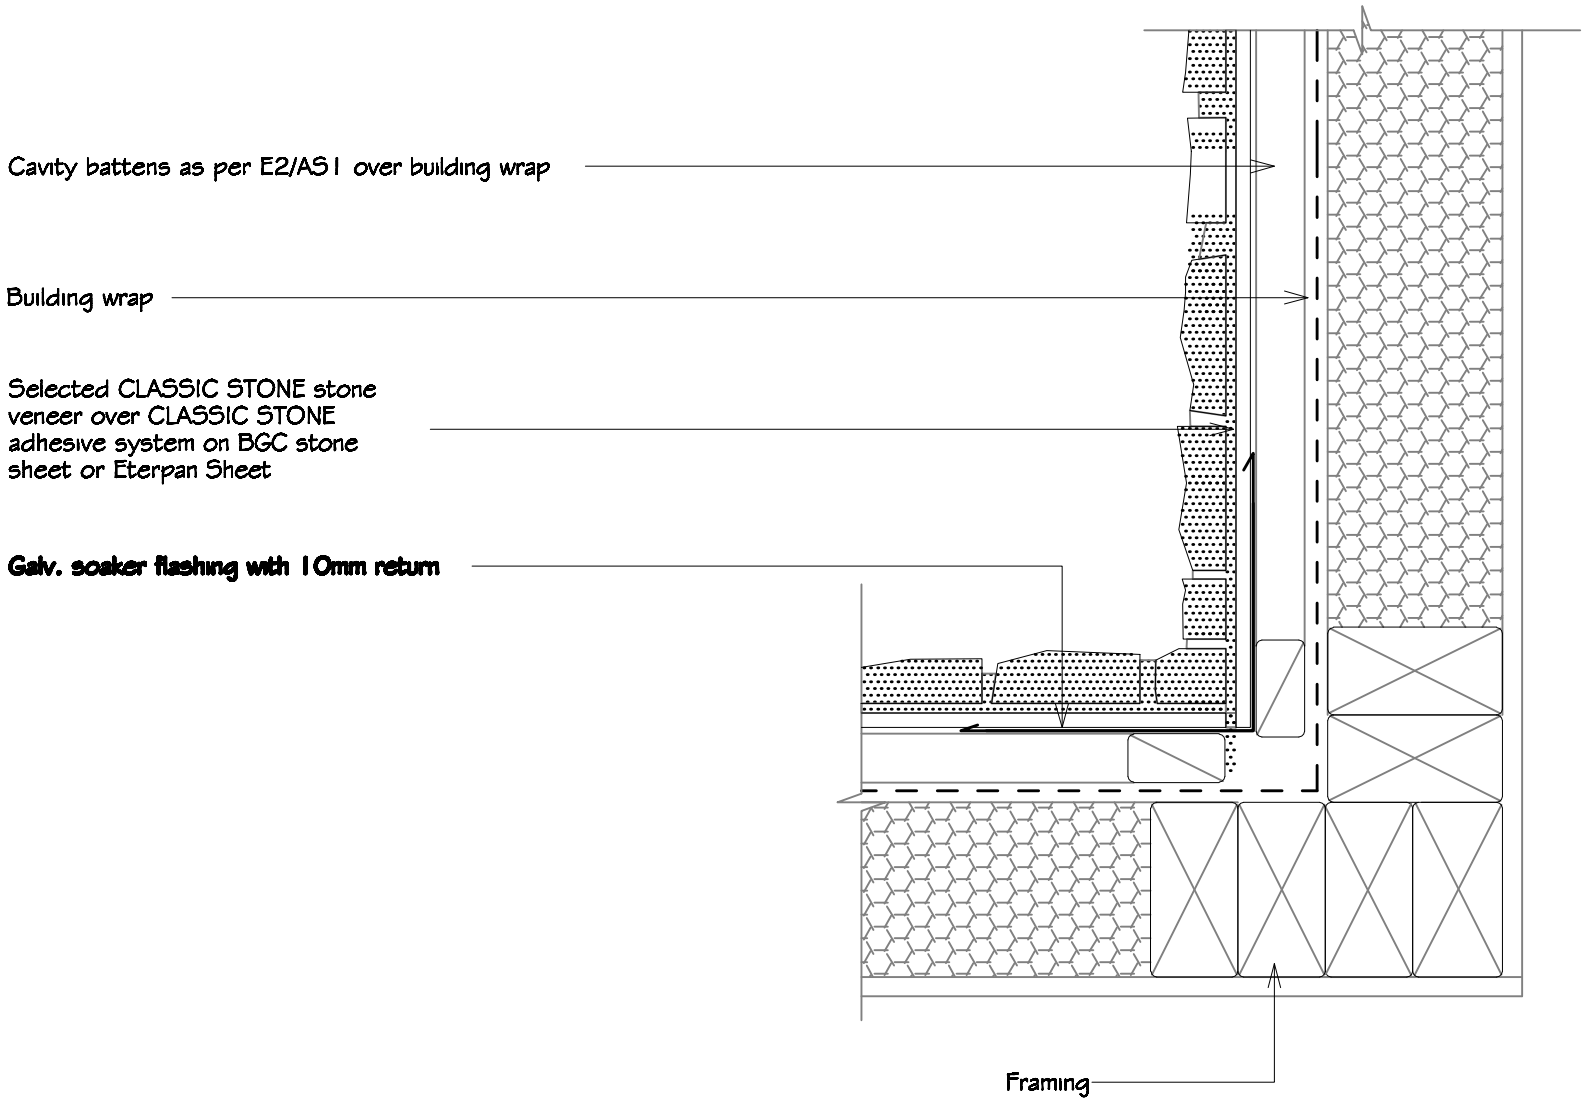 Cavity battens as per E2/AS1 over building wrap
Building wrap
Selected CLASSIC STONE stone
veneer over CLASSIC STONE
adhesive system on BGC stone
sheet or Eterpan Sheet
Galv. soaker flashing with 10mm return
Framing